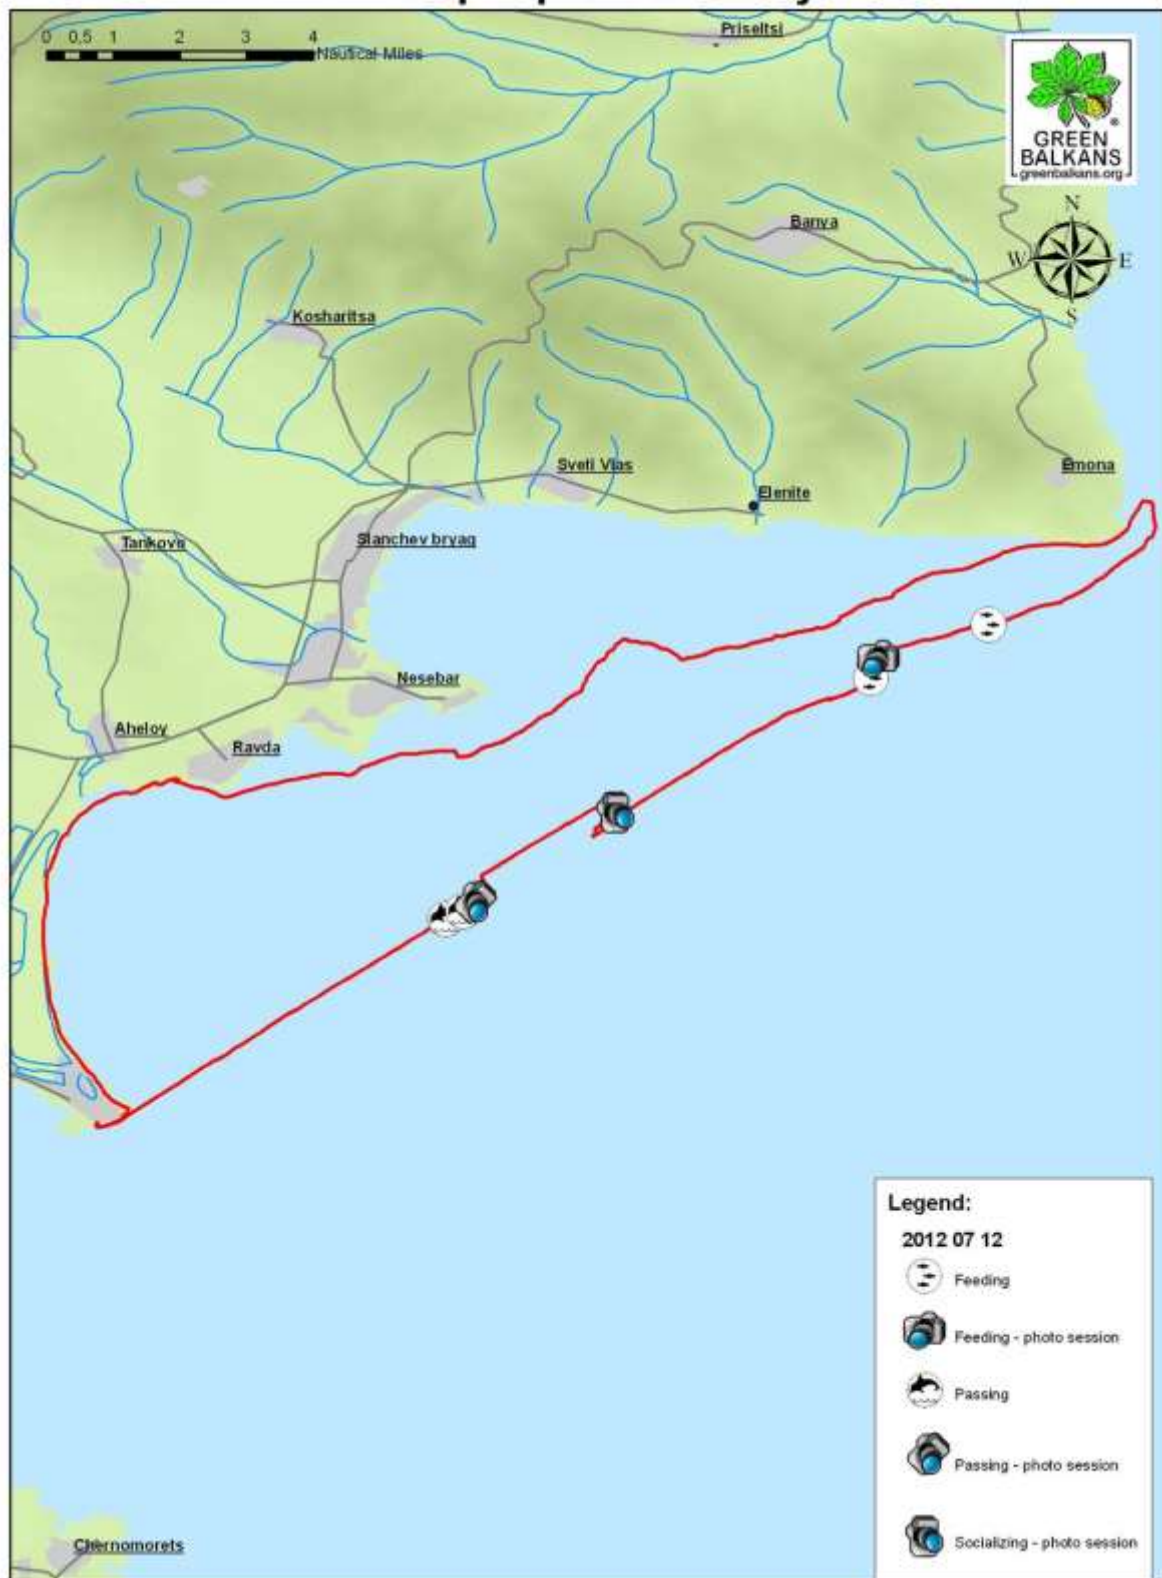 0 0,5 1 2 3 4
Nautical Miles
Priseltsi
GREEN
BALKANS
greenbalkans.org
N
W E
S
Banya
Kosharitsa
Sveti Vlas
Emona
Elenite
Slanchev bryag
Tankovo
Nesebar
Aheloy
Ravda
Legend:
2012 07 12
Feeding
Feeding - photo session
Passing
Passing - photo session
Socializing - photo session
Chernomorets